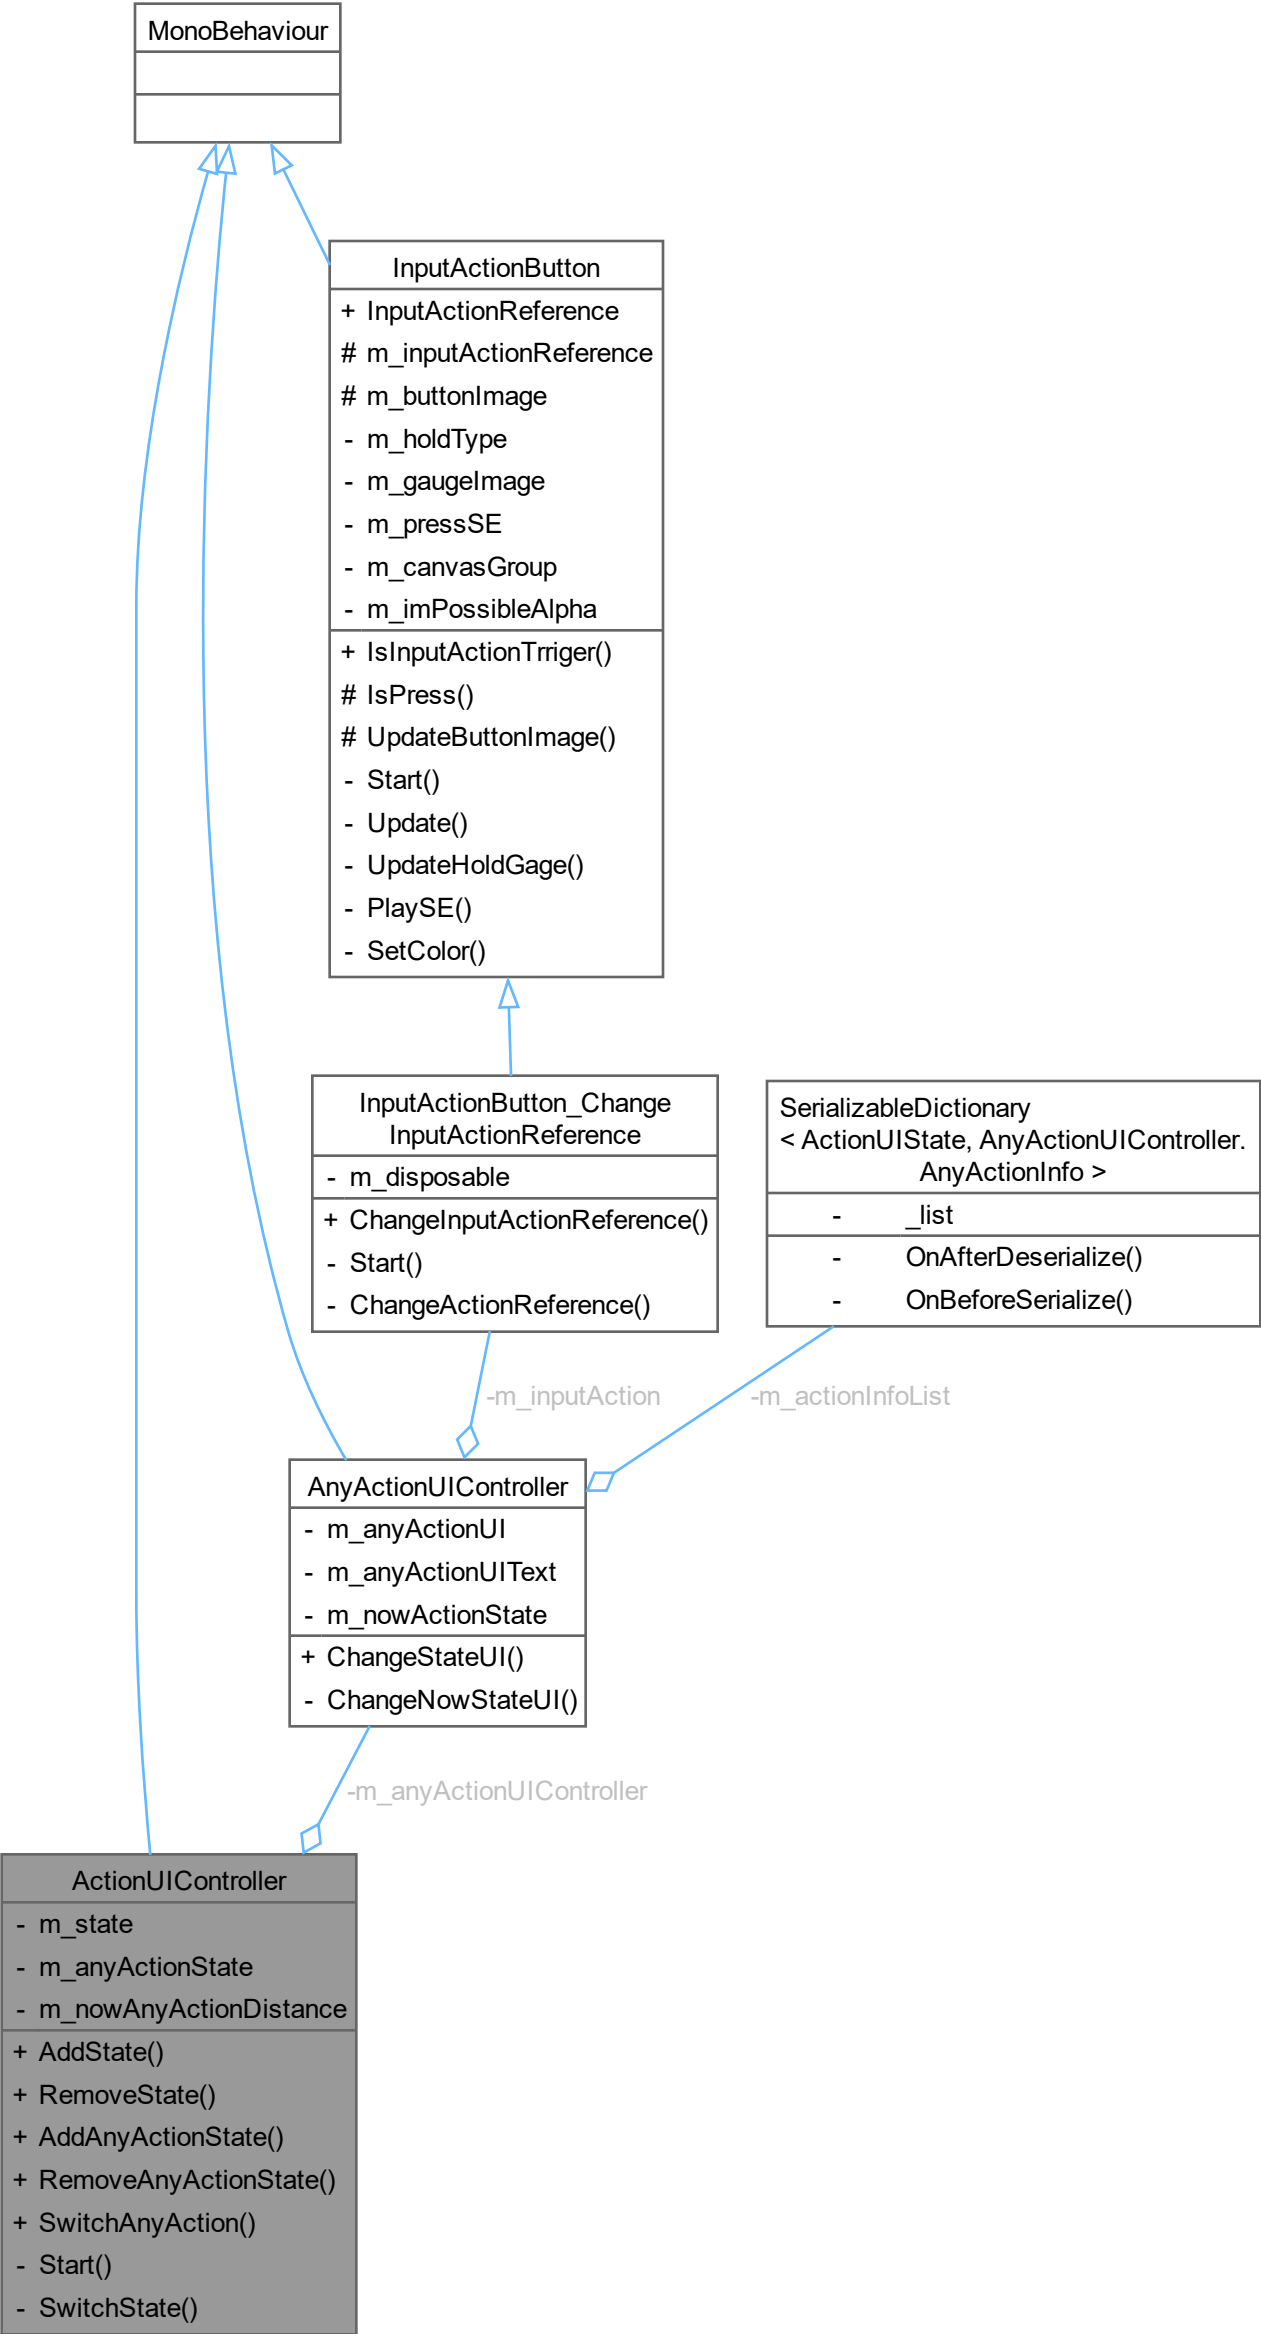 MonoBehaviour
InputActionButton
+ InputActionReference
# m_inputActionReference
# m_buttonImage
- m_holdType
- m_gaugeImage
- m_pressSE
- m_canvasGroup
- m_imPossibleAlpha
+ IsInputActionTrriger()
# IsPress()
# UpdateButtonImage()
- Start()
- Update()
- UpdateHoldGage()
- PlaySE()
- SetColor()
InputActionButton_Change
InputActionReference
- m_disposable
+ ChangeInputActionReference()
- Start()
- ChangeActionReference()
SerializableDictionary
< ActionUIState, AnyActionUIController.
AnyActionInfo >
- _list
- OnAfterDeserialize()
- OnBeforeSerialize()
-m_inputAction
-m_actionInfoList
AnyActionUIController
- m_anyActionUI
- m_anyActionUIText
- m_nowActionState
+ ChangeStateUI()
- ChangeNowStateUI()
-m_anyActionUIController
ActionUIController
- m_state
- m_anyActionState
- m_nowAnyActionDistance
+ AddState()
+ RemoveState()
+ AddAnyActionState()
+ RemoveAnyActionState()
+ SwitchAnyAction()
- Start()
- SwitchState()